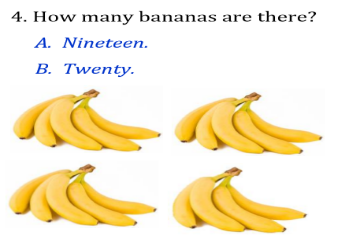 4. How many bananas are there?
A. Nineteen.
B. Twenty.